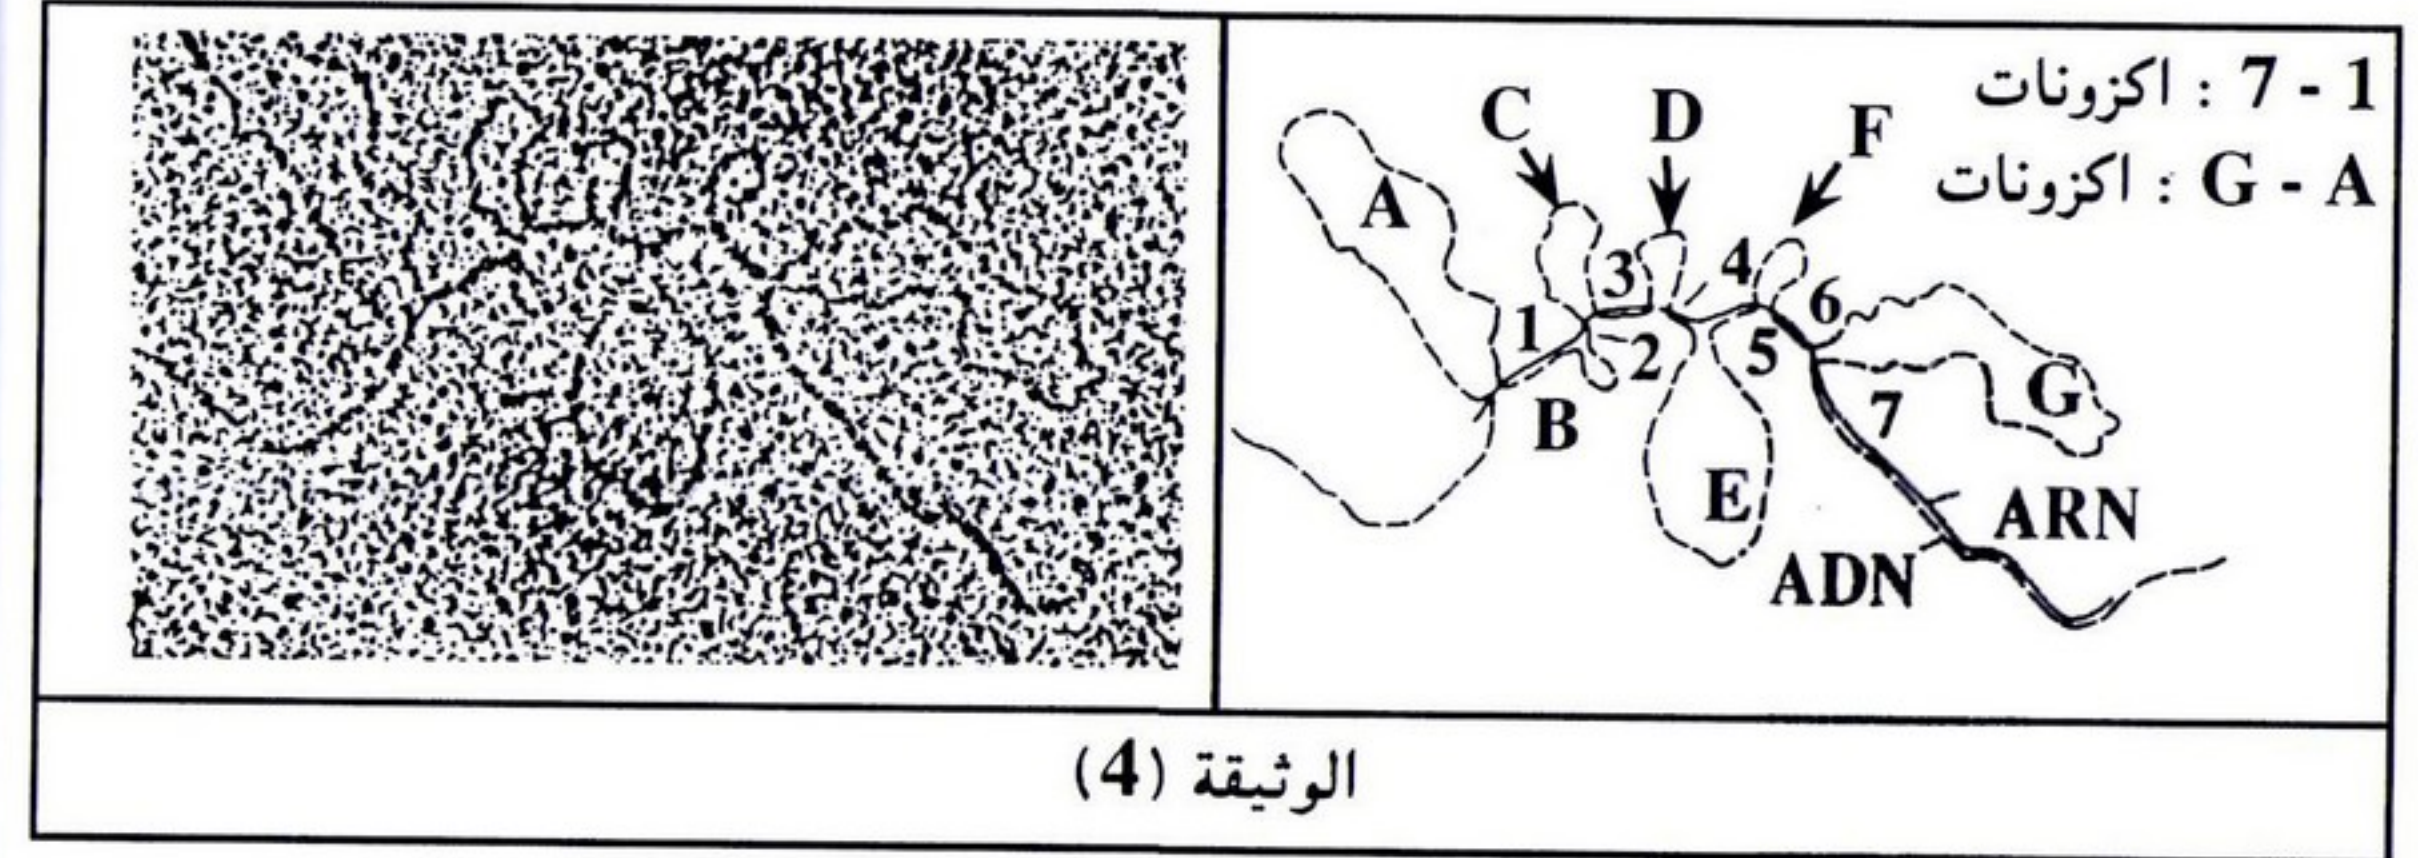 1 - 7 : اكزونات
G - A : اكزونات
C
D
F
A
3
4
6
1
2
5
B
7
G
E
ARN
ADN
الوثيقة (4)